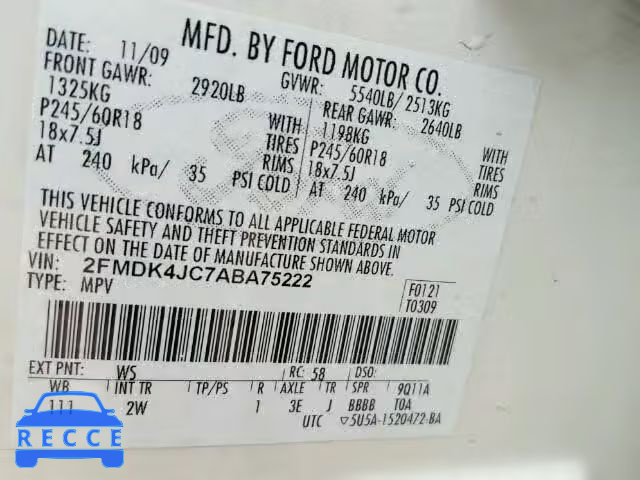 MFD. BY FORD MOTOR CO.
DATE: 11/09
GVWR: 5540LB/ 2513KG
FRONT GAWR: 2920LB
REAR GAWR: 2640LB
1325KG WITH
1198KG WITH
P245/60R18 TIRES
P245/60R18 TIRES
18x7.5J RIMS
18x7.5J RIMS
AT 240 kPa/ 35 PSI COLD
AT 240 kPa/ 35 PSI COLD
THIS VEHICLE CONFORMS TO ALL APPLICABLE FEDERAL MOTOR
VEHICLE SAFETY AND THEFT PREVENTION STANDARDS IN
EFFECT ON THE DATE OF MANUFACTURE SHOWN ABOVE.
VIN: 2FMDK4JC7ABA75222
TYPE: MPV
F0121
T0309
EXT PNT: WS RC: 58 DSO:
WB INT TR TP/PS R AXLE TR SPR 9Q11A
111 2W 1 3E J BBBB TOA
UTC ▽5U5A-1520472-BA
RECCE